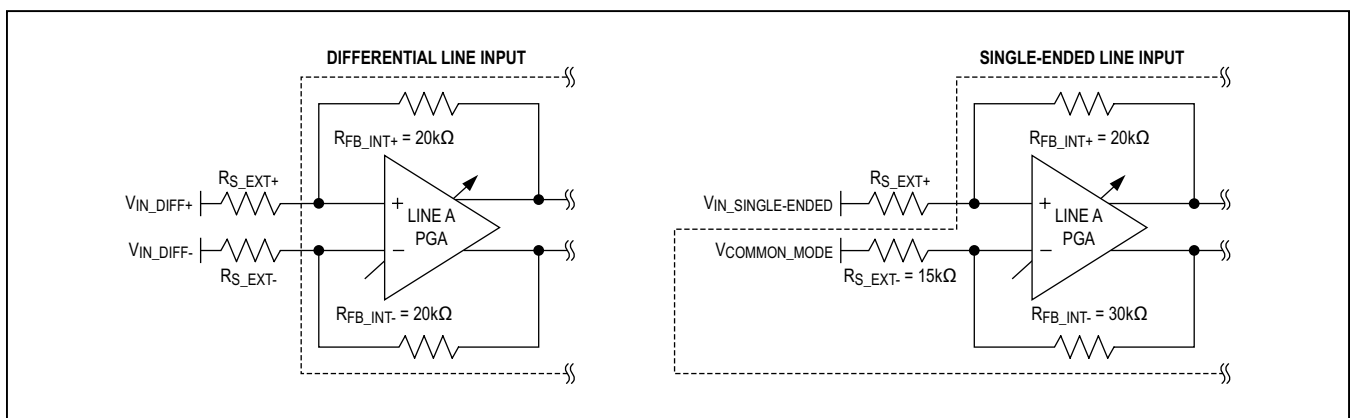 DIFFERENTIAL LINE INPUT
RFB_INT+ = 20kΩ
RS_EXT+
VIN_DIFF+
+
LINE A
PGA
−
VIN_DIFF-
RS_EXT-
RFB_INT- = 20kΩ
SINGLE-ENDED LINE INPUT
RFB_INT+ = 20kΩ
RS_EXT+
VIN_SINGLE-ENDED
+
LINE A
PGA
−
VCOMMON_MODE
RS_EXT- = 15kΩ
RFB_INT- = 30kΩ